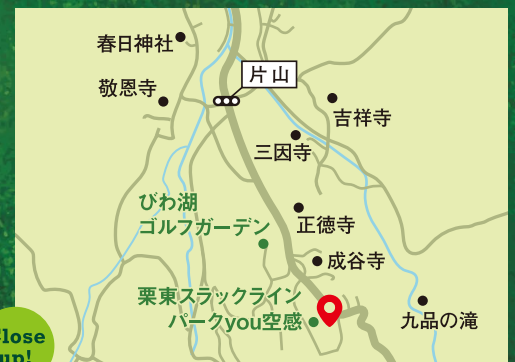 春日神社
片山
敬恩寺
吉祥寺
三因寺
びわ湖
ゴルフガーデン
正徳寺
成谷寺
栗東スラックライン
パークyou空感
九品の滝
Close
up!